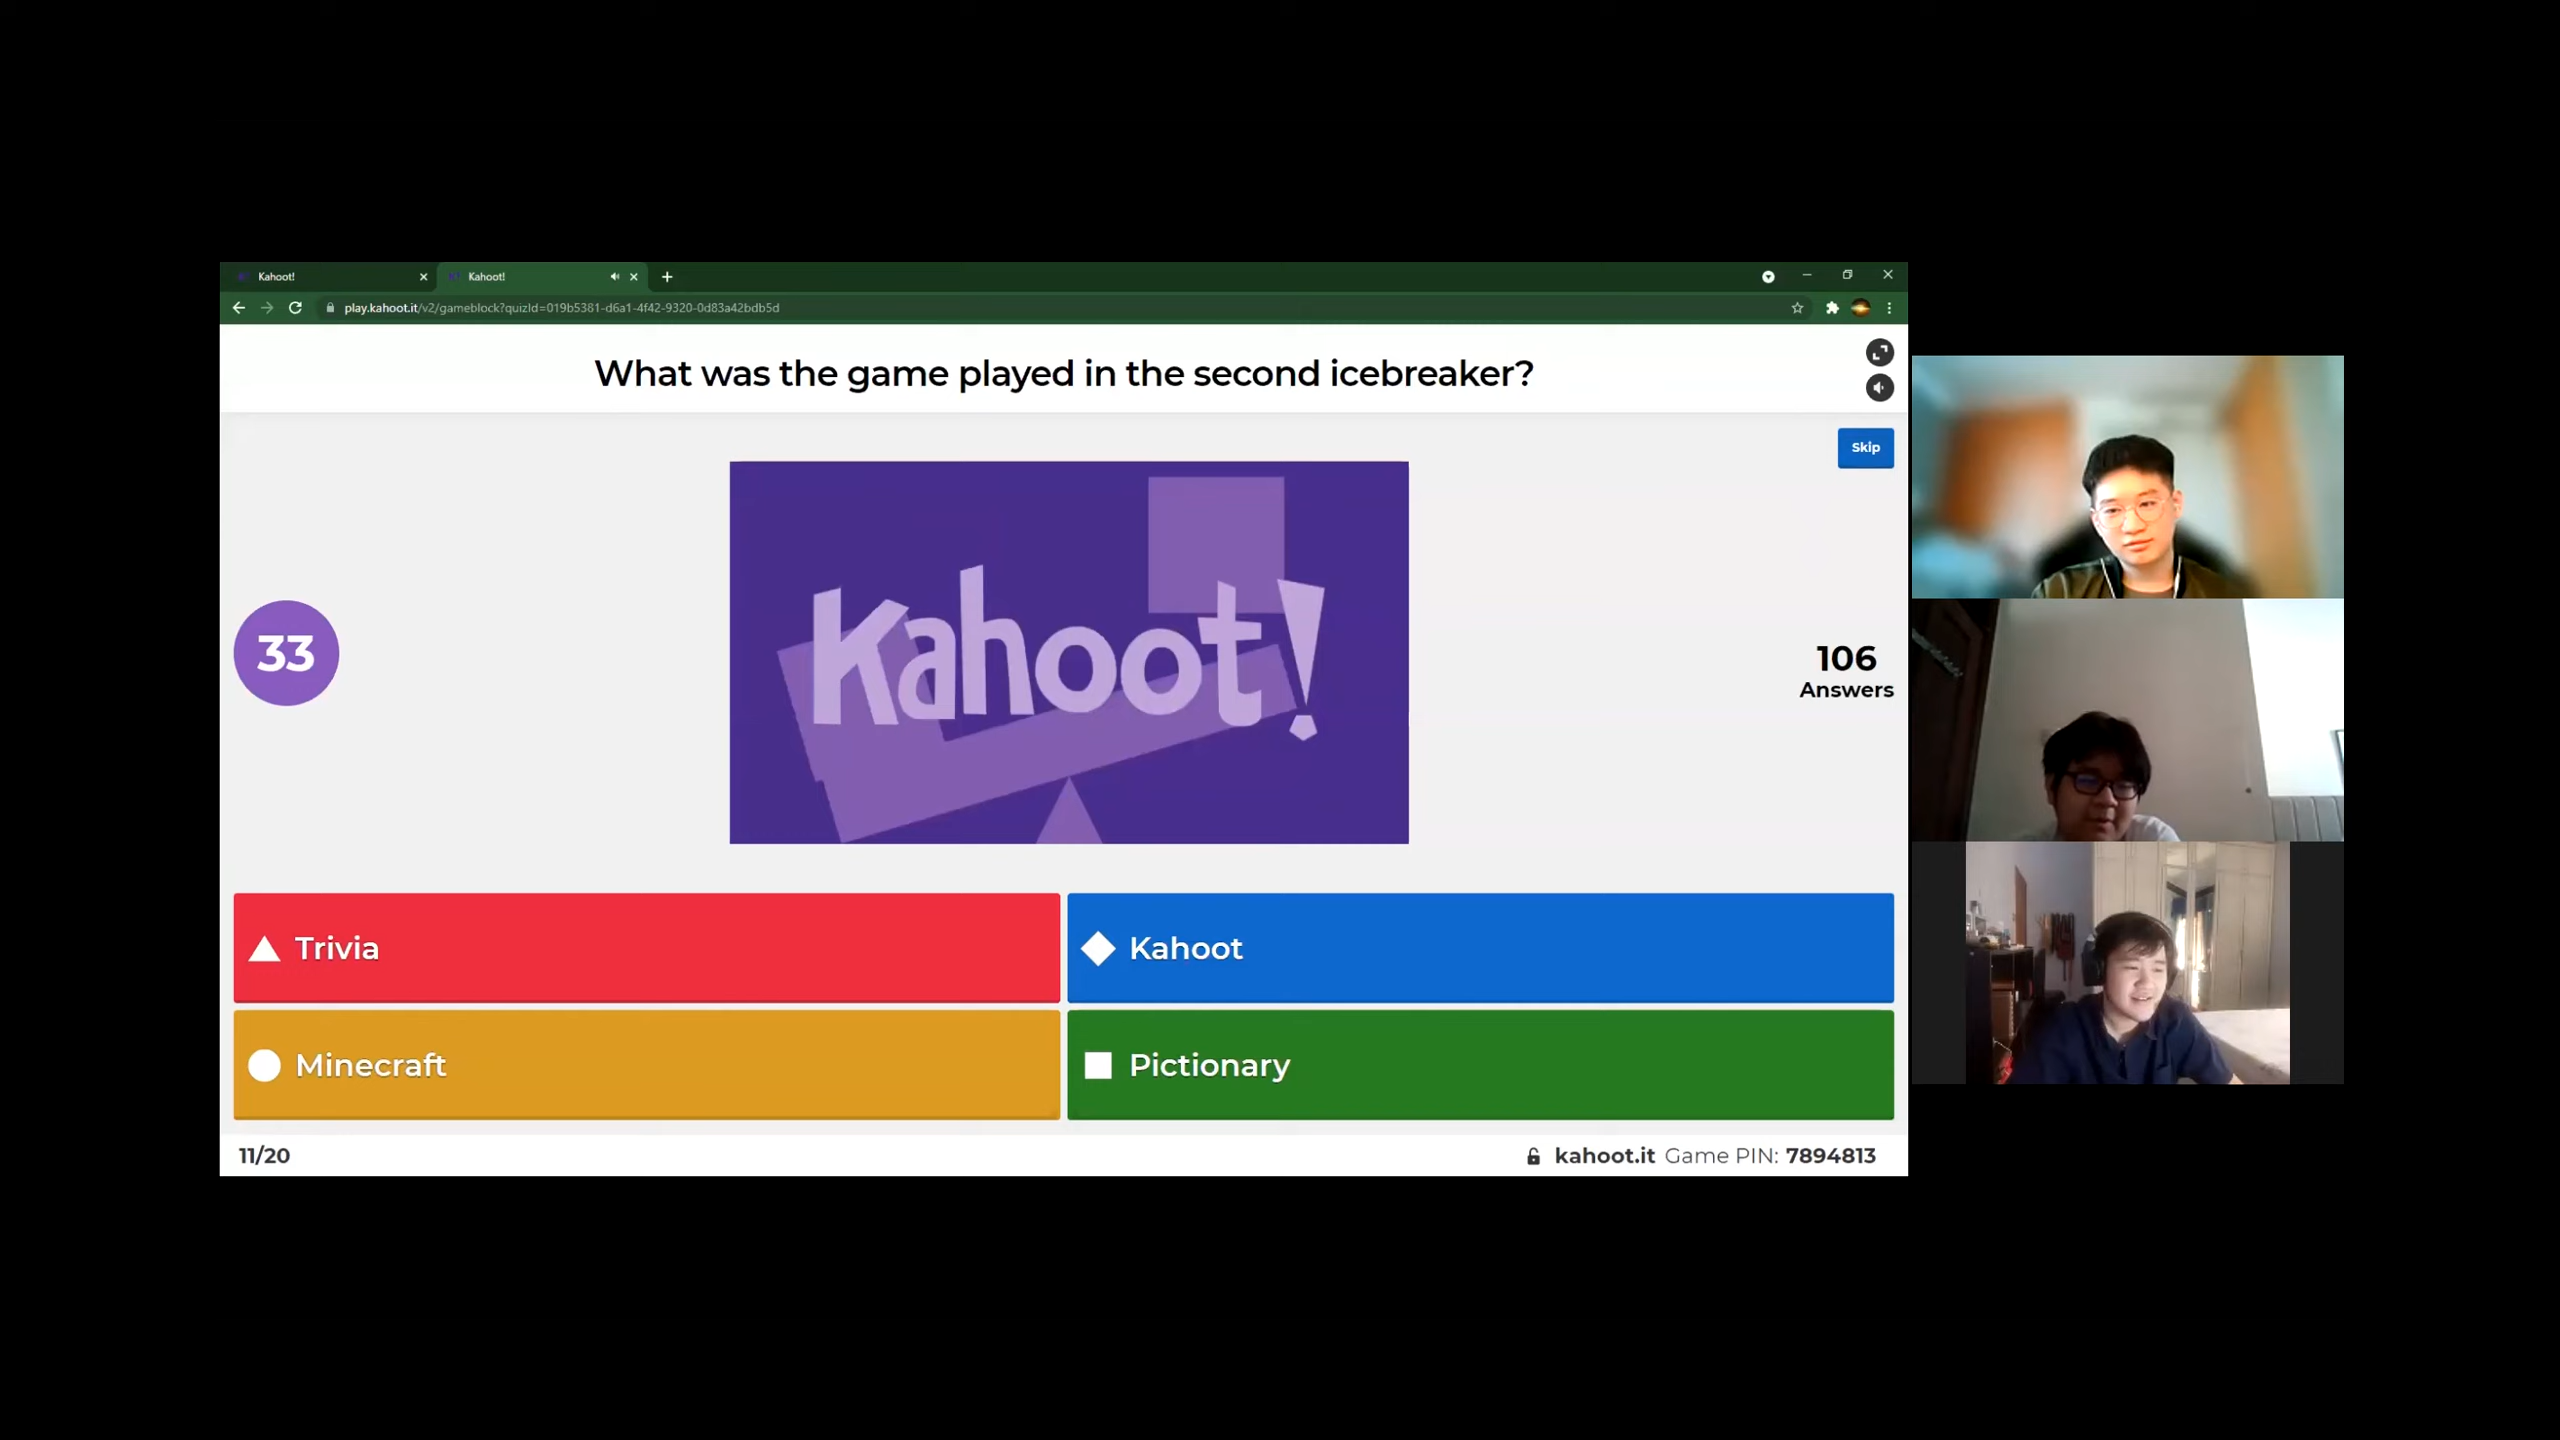 Kahoot!
Kahoot!
play.kahoot.it/v2/gameblock?quizId=019b5381-d6a1-4f42-9320-0d83a42bdb5d
What was the game played in the second icebreaker?
Skip
33
Kahoot!
106
Answers
Trivia
Kahoot
Minecraft
Pictionary
11/20
kahoot.it Game PIN: 7894813